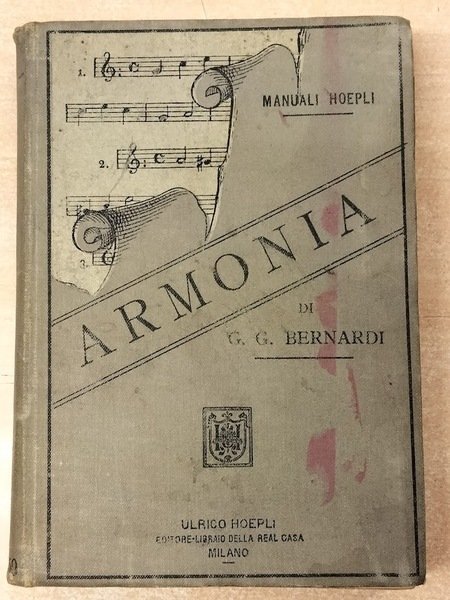 1.
MANUALI HOEPLI
2.
3.
ARMONIA
DI
G. G. BERNARDI
ULRICO HOEPLI
EDITORE-LIBRAIO DELLA REAL CASA
MILANO